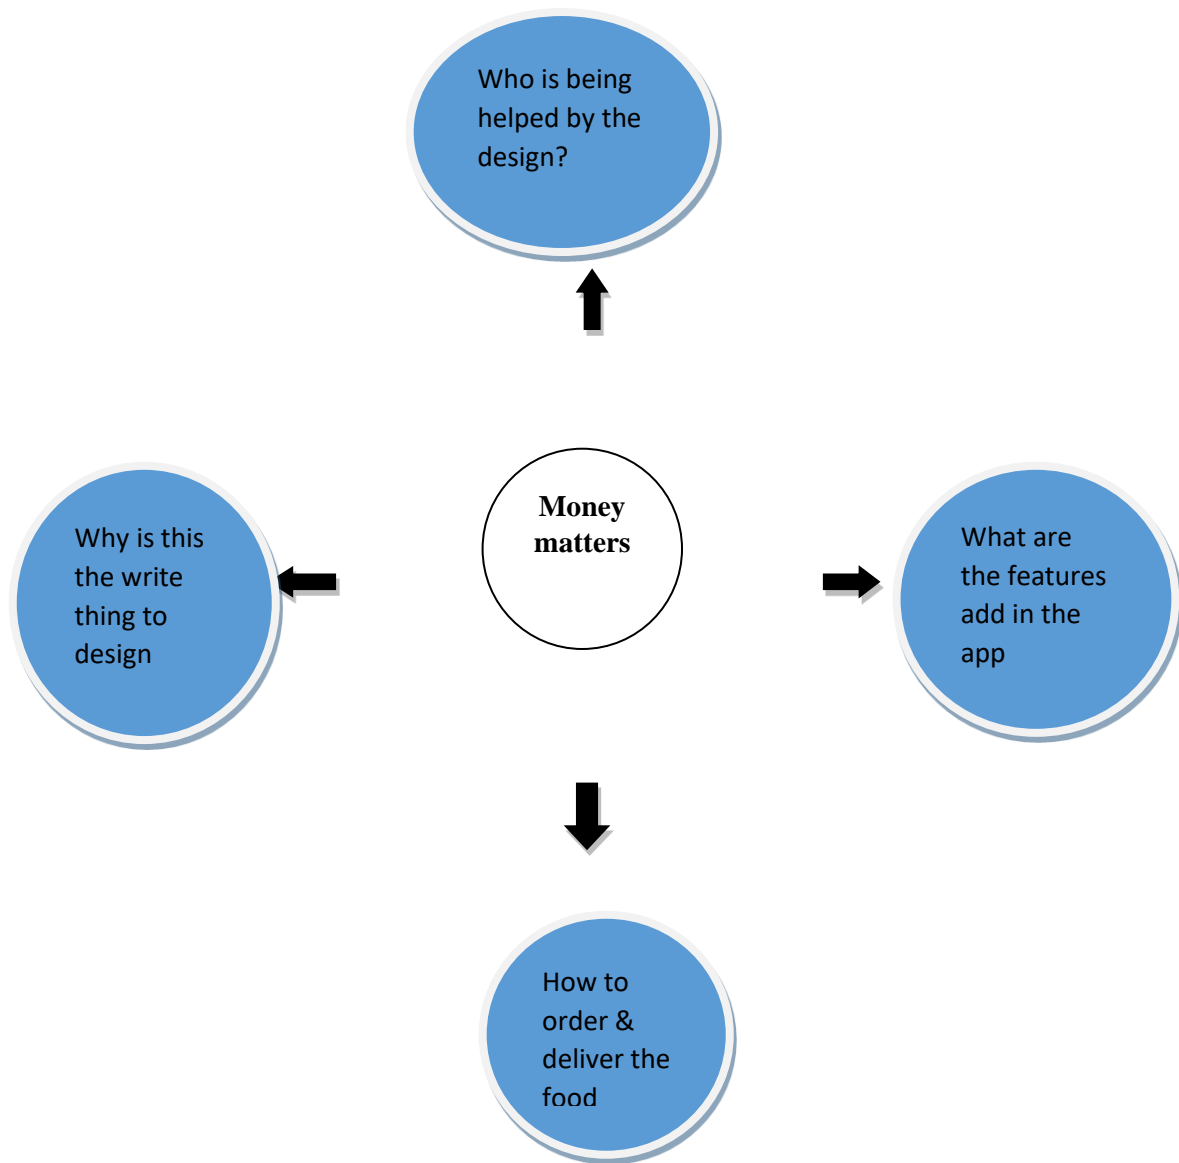 Who is being
helped by the
design?
Money
matters
Why is this
the write
thing to
design
What are
the features
add in the
app
How to
order &
deliver the
food